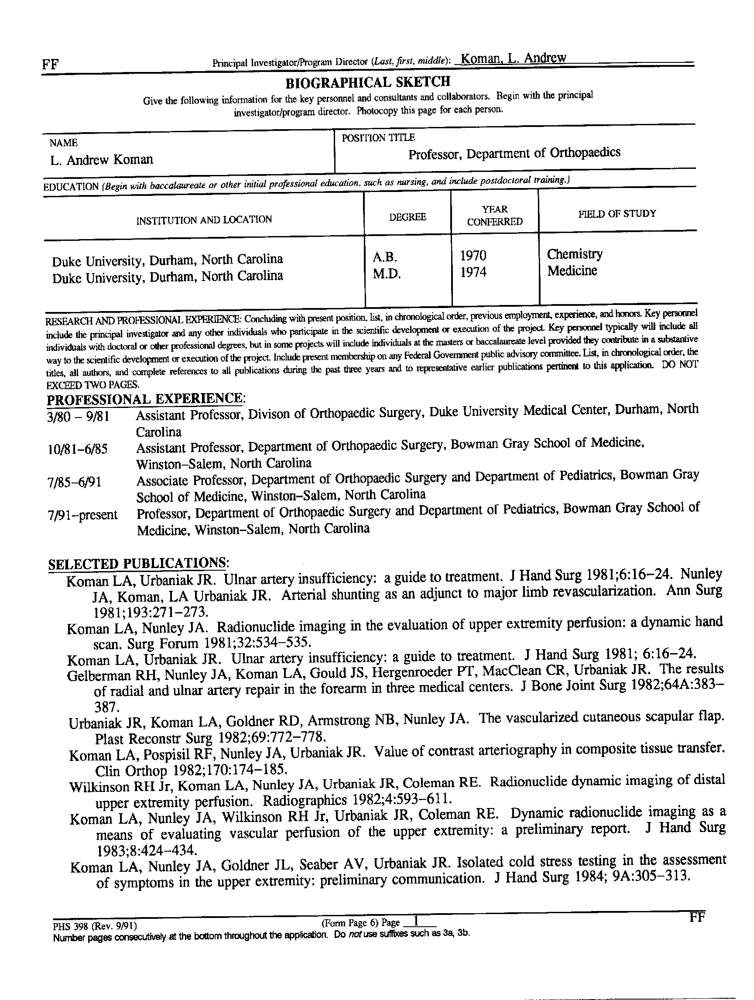 FF Principal Investigator/Program Director (Last, first, middle): Koman, L. Andrew
BIOGRAPHICAL SKETCH
Give the following information for the key personnel and consultants and collaborators. Begin with the principal
investigator/program director. Photocopy this page for each person.
NAME
L. Andrew Koman
POSITION TITLE
Professor, Department of Orthopaedics
EDUCATION (Begin with baccalaureate or other initial professional education, such as nursing, and include postdoctoral training.)
INSTITUTION AND LOCATION DEGREE YEAR CONFERRED FIELD OF STUDY
Duke University, Durham, North Carolina A.B. 1970 Chemistry
Duke University, Durham, North Carolina M.D. 1974 Medicine
RESEARCH AND PROFESSIONAL EXPERIENCE: Concluding with present position, list, in chronological order, previous employment, experience, and honors. Key personnel
include the principal investigator and any other individuals who participate in the scientific development or execution of the project. Key personnel typically will include all
individuals with doctoral or other professional degrees, but in some projects will include individuals at the masters or baccalaureate level provided they contribute in a substantive
way to the scientific development or execution of the project. Include present membership on any Federal Government public advisory committee. List, in chronological order, the
titles, all authors, and complete references to all publications during the past three years and to representative earlier publications pertinent to this application. DO NOT
EXCEED TWO PAGES.
PROFESSIONAL EXPERIENCE:
3/80 – 9/81 Assistant Professor, Divison of Orthopaedic Surgery, Duke University Medical Center, Durham, North
Carolina
10/81–6/85 Assistant Professor, Department of Orthopaedic Surgery, Bowman Gray School of Medicine,
Winston–Salem, North Carolina
7/85–6/91 Associate Professor, Department of Orthopaedic Surgery and Department of Pediatrics, Bowman Gray
School of Medicine, Winston–Salem, North Carolina
7/91–present Professor, Department of Orthopaedic Surgery and Department of Pediatrics, Bowman Gray School of
Medicine, Winston–Salem, North Carolina
SELECTED PUBLICATIONS:
Koman LA, Urbaniak JR. Ulnar artery insufficiency: a guide to treatment. J Hand Surg 1981;6:16–24. Nunley
JA, Koman, LA Urbaniak JR. Arterial shunting as an adjunct to major limb revascularization. Ann Surg
1981;193:271–273.
Koman LA, Nunley JA. Radionuclide imaging in the evaluation of upper extremity perfusion: a dynamic hand
scan. Surg Forum 1981;32:534–535.
Koman LA, Urbaniak JR. Ulnar artery insufficiency: a guide to treatment. J Hand Surg 1981; 6:16–24.
Gelberman RH, Nunley JA, Koman LA, Gould JS, Hergenroeder PT, MacClean CR, Urbaniak JR. The results
of radial and ulnar artery repair in the forearm in three medical centers. J Bone Joint Surg 1982;64A:383–
387.
Urbaniak JR, Koman LA, Goldner RD, Armstrong NB, Nunley JA. The vascularized cutaneous scapular flap.
Plast Reconstr Surg 1982;69:772–778.
Koman LA, Pospisil RF, Nunley JA, Urbaniak JR. Value of contrast arteriography in composite tissue transfer.
Clin Orthop 1982;170:174–185.
Wilkinson RH Jr, Koman LA, Nunley JA, Urbaniak JR, Coleman RE. Radionuclide dynamic imaging of distal
upper extremity perfusion. Radiographics 1982;4:593–611.
Koman LA, Nunley JA, Wilkinson RH Jr, Urbaniak JR, Coleman RE. Dynamic radionuclide imaging as a
means of evaluating vascular perfusion of the upper extremity: a preliminary report. J Hand Surg
1983;8:424–434.
Koman LA, Nunley JA, Goldner JL, Seaber AV, Urbaniak JR. Isolated cold stress testing in the assessment
of symptoms in the upper extremity: preliminary communication. J Hand Surg 1984; 9A:305–313.
PHS 398 (Rev. 9/91) (Form Page 6) Page 1 FF
Number pages consecutively at the bottom throughout the application. Do not use suffixes such as 3a, 3b.